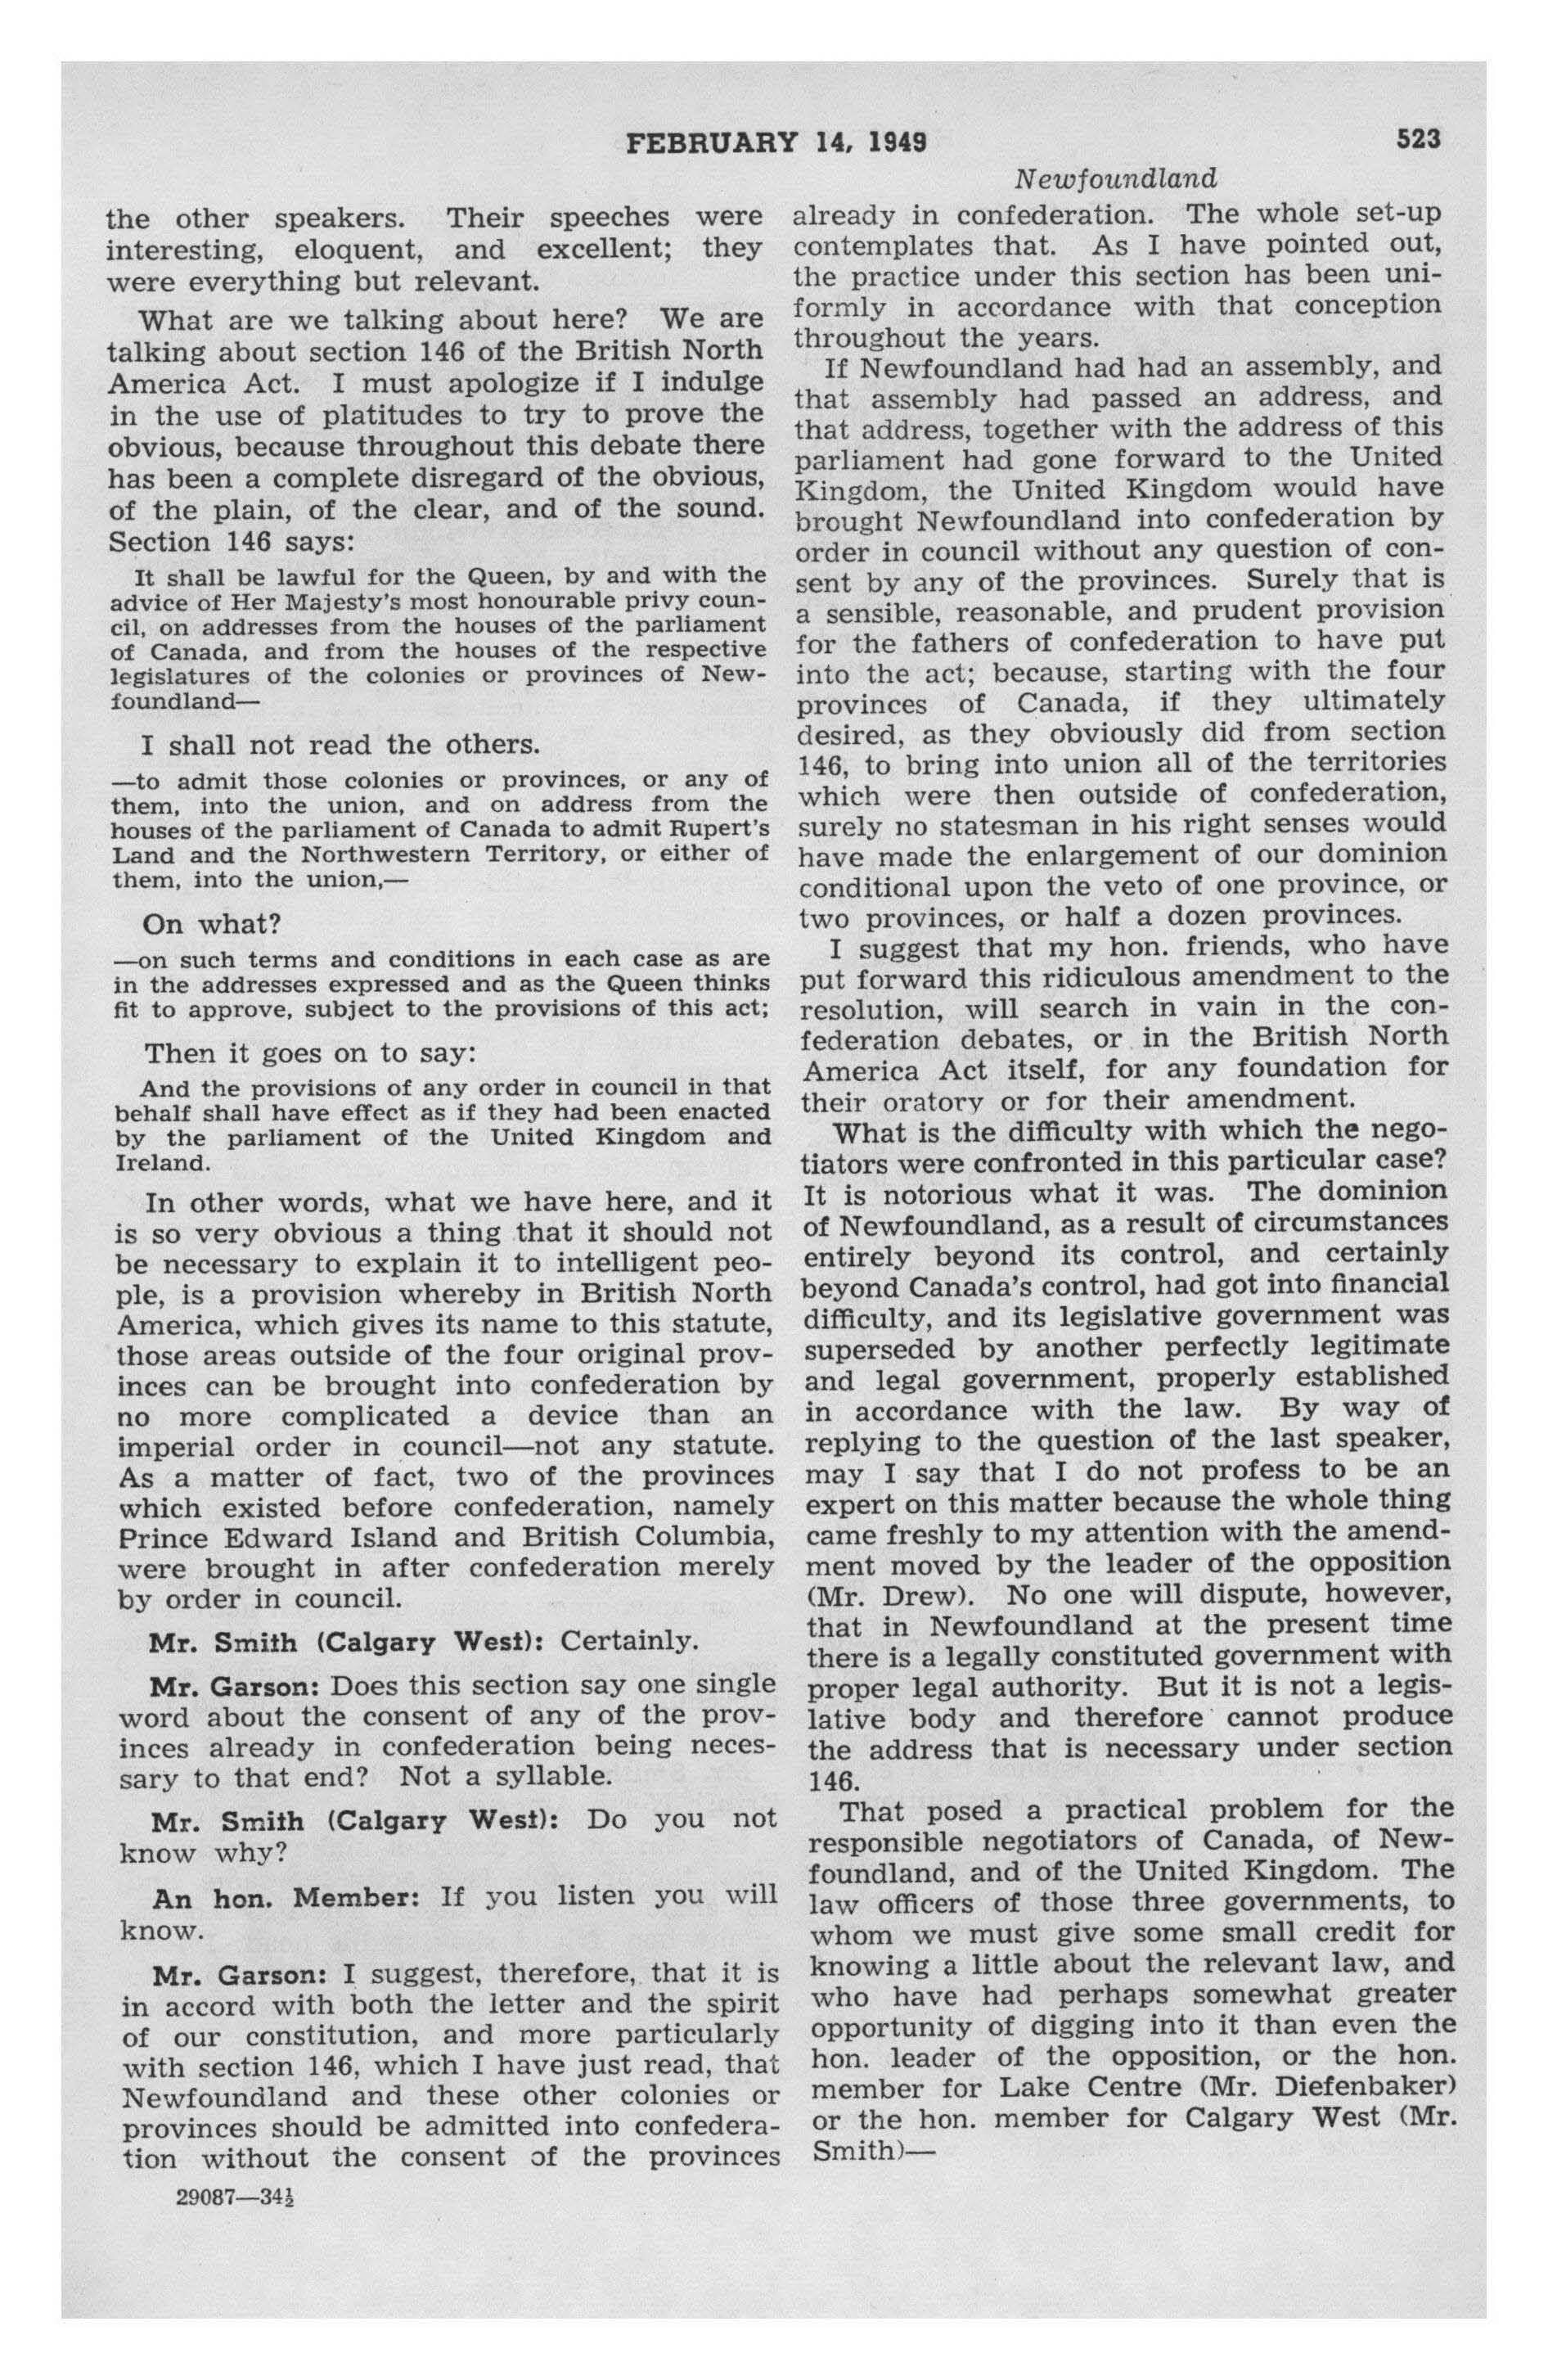 FEBRUARY 14, 1949
523
Newfoundland
the other speakers. Their speeches were
interesting, eloquent, and excellent; they
were everything but relevant.
What are we talking about here? We are
talking about section 146 of the British North
America Act. I must apologize if I indulge
in the use of platitudes to try to prove the
obvious, because throughout this debate there
has been a complete disregard of the obvious,
of the plain, of the clear, and of the sound.
Section 146 says:
It shall be lawful for the Queen, by and with the
advice of Her Majesty's most honourable privy coun-
cil, on addresses from the houses of the parliament
of Canada, and from the houses of the respective
legislatures of the colonies or provinces of New-
foundland—
I shall not read the others.
—to admit those colonies or provinces, or any of
them, into the union, and on address from the
houses of the parliament of Canada to admit Rupert's
Land and the Northwestern Territory, or either of
them, into the union,—
On what?
—on such terms and conditions in each case as are
in the addresses expressed and as the Queen thinks
fit to approve, subject to the provisions of this act;
Then it goes on to say:
And the provisions of any order in council in that
behalf shall have effect as if they had been enacted
by the parliament of the United Kingdom and
Ireland.
In other words, what we have here, and it
is so very obvious a thing that it should not
be necessary to explain it to intelligent peo-
ple, is a provision whereby in British North
America, which gives its name to this statute,
those areas outside of the four original prov-
inces can be brought into confederation by
no more complicated a device than an
imperial order in council—not any statute.
As a matter of fact, two of the provinces
which existed before confederation, namely
Prince Edward Island and British Columbia,
were brought in after confederation merely
by order in council.
Mr. Smith (Calgary West): Certainly.
Mr. Garson: Does this section say one single
word about the consent of any of the prov-
inces already in confederation being neces-
sary to that end? Not a syllable.
Mr. Smith (Calgary West): Do you not
know why?
An hon. Member: If you listen you will
know.
Mr. Garson: I suggest, therefore, that it is
in accord with both the letter and the spirit
of our constitution, and more particularly
with section 146, which I have just read, that
Newfoundland and these other colonies or
provinces should be admitted into confedera-
tion without the consent of the provinces
29087—34½
already in confederation. The whole set-up
contemplates that. As I have pointed out,
the practice under this section has been uni-
formly in accordance with that conception
throughout the years.
If Newfoundland had had an assembly, and
that assembly had passed an address, and
that address, together with the address of this
parliament had gone forward to the United
Kingdom, the United Kingdom would have
brought Newfoundland into confederation by
order in council without any question of con-
sent by any of the provinces. Surely that is
a sensible, reasonable, and prudent provision
for the fathers of confederation to have put
into the act; because, starting with the four
provinces of Canada, if they ultimately
desired, as they obviously did from section
146, to bring into union all of the territories
which were then outside of confederation,
surely no statesman in his right senses would
have made the enlargement of our dominion
conditional upon the veto of one province, or
two provinces, or half a dozen provinces.
I suggest that my hon. friends, who have
put forward this ridiculous amendment to the
resolution, will search in vain in the con-
federation debates, or in the British North
America Act itself, for any foundation for
their oratory or for their amendment.
What is the difficulty with which the nego-
tiators were confronted in this particular case?
It is notorious what it was. The dominion
of Newfoundland, as a result of circumstances
entirely beyond its control, and certainly
beyond Canada's control, had got into financial
difficulty, and its legislative government was
superseded by another perfectly legitimate
and legal government, properly established
in accordance with the law. By way of
replying to the question of the last speaker,
may I say that I do not profess to be an
expert on this matter because the whole thing
came freshly to my attention with the amend-
ment moved by the leader of the opposition
(Mr. Drew). No one will dispute, however,
that in Newfoundland at the present time
there is a legally constituted government with
proper legal authority. But it is not a legis-
lative body and therefore cannot produce
the address that is necessary under section
146.
That posed a practical problem for the
responsible negotiators of Canada, of New-
foundland, and of the United Kingdom. The
law officers of those three governments, to
whom we must give some small credit for
knowing a little about the relevant law, and
who have had perhaps somewhat greater
opportunity of digging into it than even the
hon. leader of the opposition, or the hon.
member for Lake Centre (Mr. Diefenbaker)
or the hon. member for Calgary West (Mr.
Smith)—